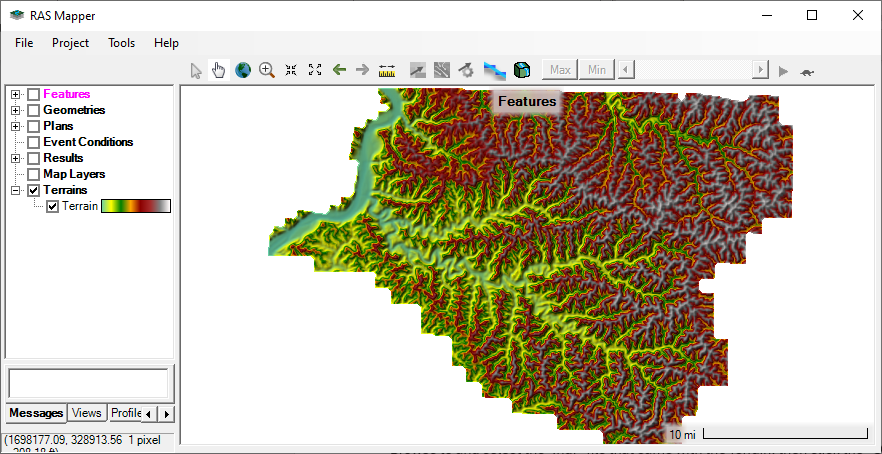 RAS Mapper
File Project Tools Help
Max Min
Features
Geometries
Plans
Event Conditions
Results
Map Layers
Terrains
Terrain
Features
10 mi
Messages Views Profile
(1698177.09, 328913.56 1 pixel